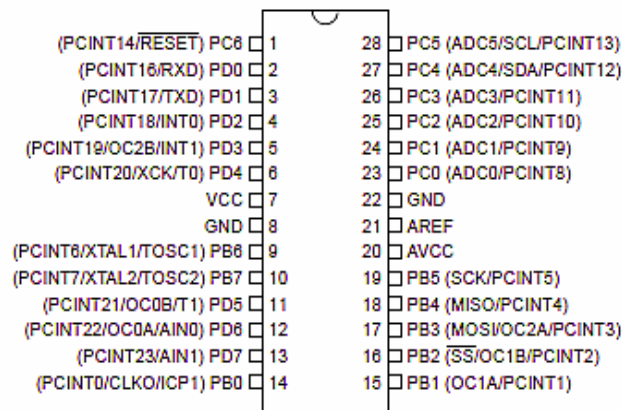 (PCINT14/RESET) PC6 1 28 PC5 (ADC5/SCL/PCINT13)
(PCINT16/RXD) PD0 2 27 PC4 (ADC4/SDA/PCINT12)
(PCINT17/TXD) PD1 3 26 PC3 (ADC3/PCINT11)
(PCINT18/INT0) PD2 4 25 PC2 (ADC2/PCINT10)
(PCINT19/OC2B/INT1) PD3 5 24 PC1 (ADC1/PCINT9)
(PCINT20/XCK/T0) PD4 6 23 PC0 (ADC0/PCINT8)
VCC 7 22 GND
GND 8 21 AREF
(PCINT6/XTAL1/TOSC1) PB6 9 20 AVCC
(PCINT7/XTAL2/TOSC2) PB7 10 19 PB5 (SCK/PCINT5)
(PCINT21/OC0B/T1) PD5 11 18 PB4 (MISO/PCINT4)
(PCINT22/OC0A/AIN0) PD6 12 17 PB3 (MOSI/OC2A/PCINT3)
(PCINT23/AIN1) PD7 13 16 PB2 (SS/OC1B/PCINT2)
(PCINT0/CLKO/ICP1) PB0 14 15 PB1 (OC1A/PCINT1)